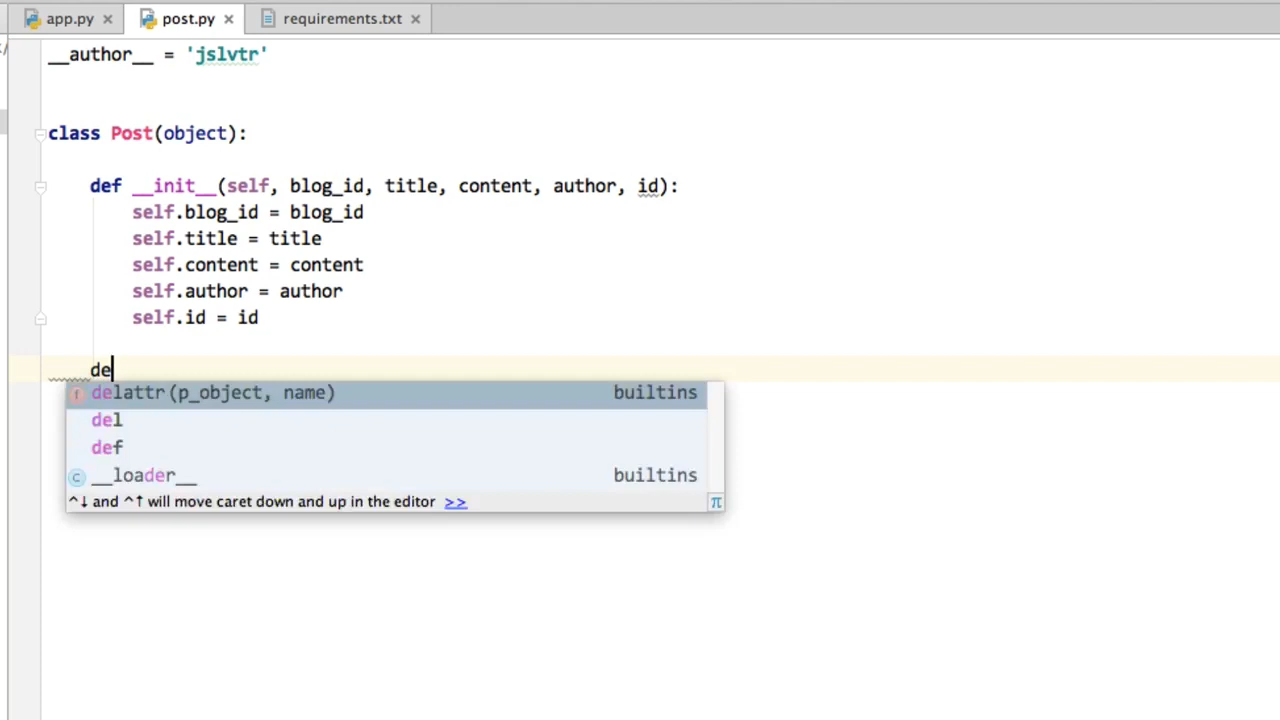 app.py post.py requirements.txt
__author__ = 'jslvtr'
class Post(object):
def __init__(self, blog_id, title, content, author, id):
self.blog_id = blog_id
self.title = title
self.content = content
self.author = author
self.id = id
de
f delattr(p_object, name) builtins
del
def
c __loader__ builtins
^↓ and ^↑ will move caret down and up in the editor >> π